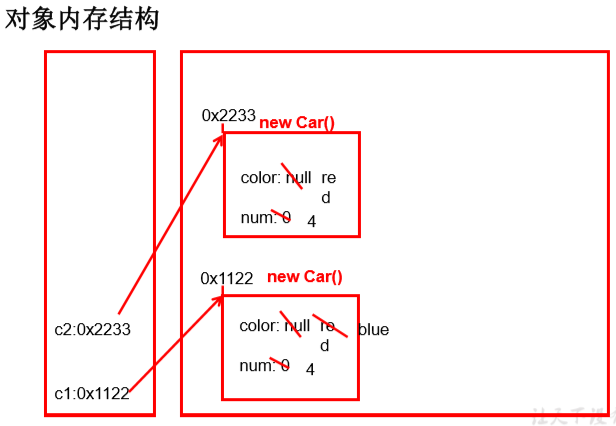 对象内存结构
0x2233
new Car()
color: null red
num: 0 4
0x1122
new Car()
color: null red blue
num: 0 4
c2:0x2233
c1:0x1122